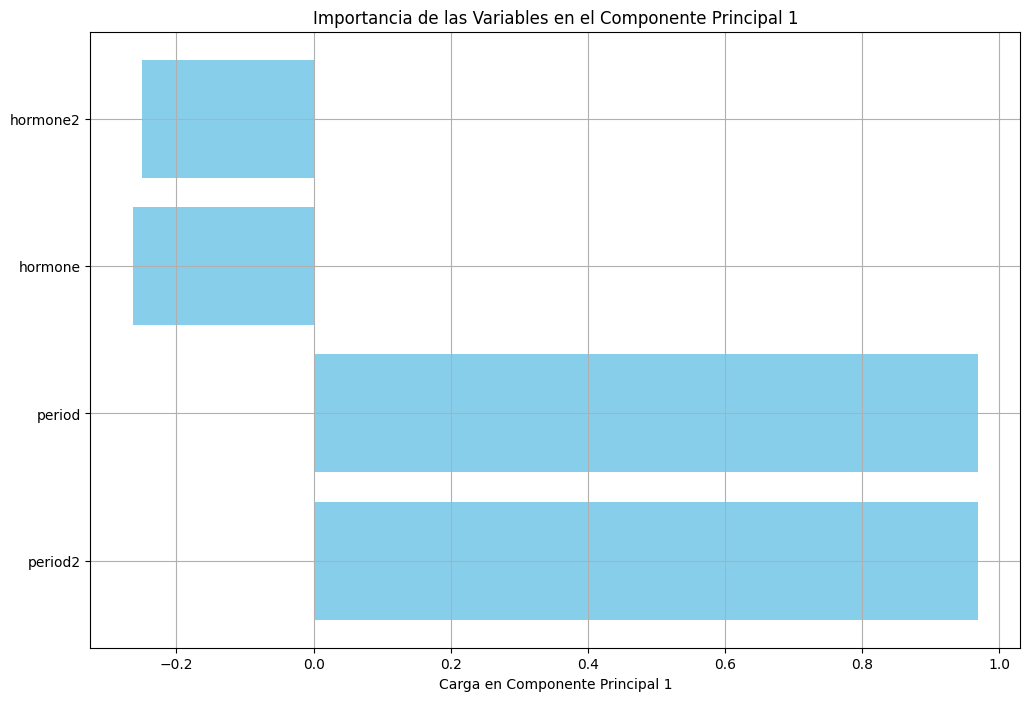 Importancia de las Variables en el Componente Principal 1
hormone2
hormone
period
period2
−0.2 0.0 0.2 0.4 0.6 0.8 1.0
Carga en Componente Principal 1